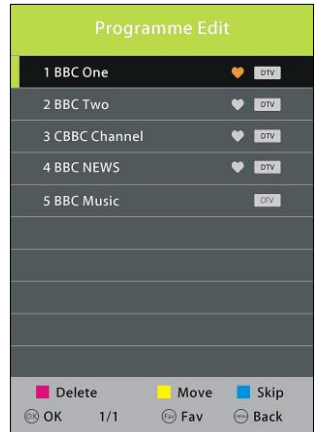 Programme Edit
1 BBC One DTV
2 BBC Two DTV
3 CBBC Channel DTV
4 BBC NEWS DTV
5 BBC Music DTV
Delete Move Skip
OK OK 1/1 Fav Fav MENU Back